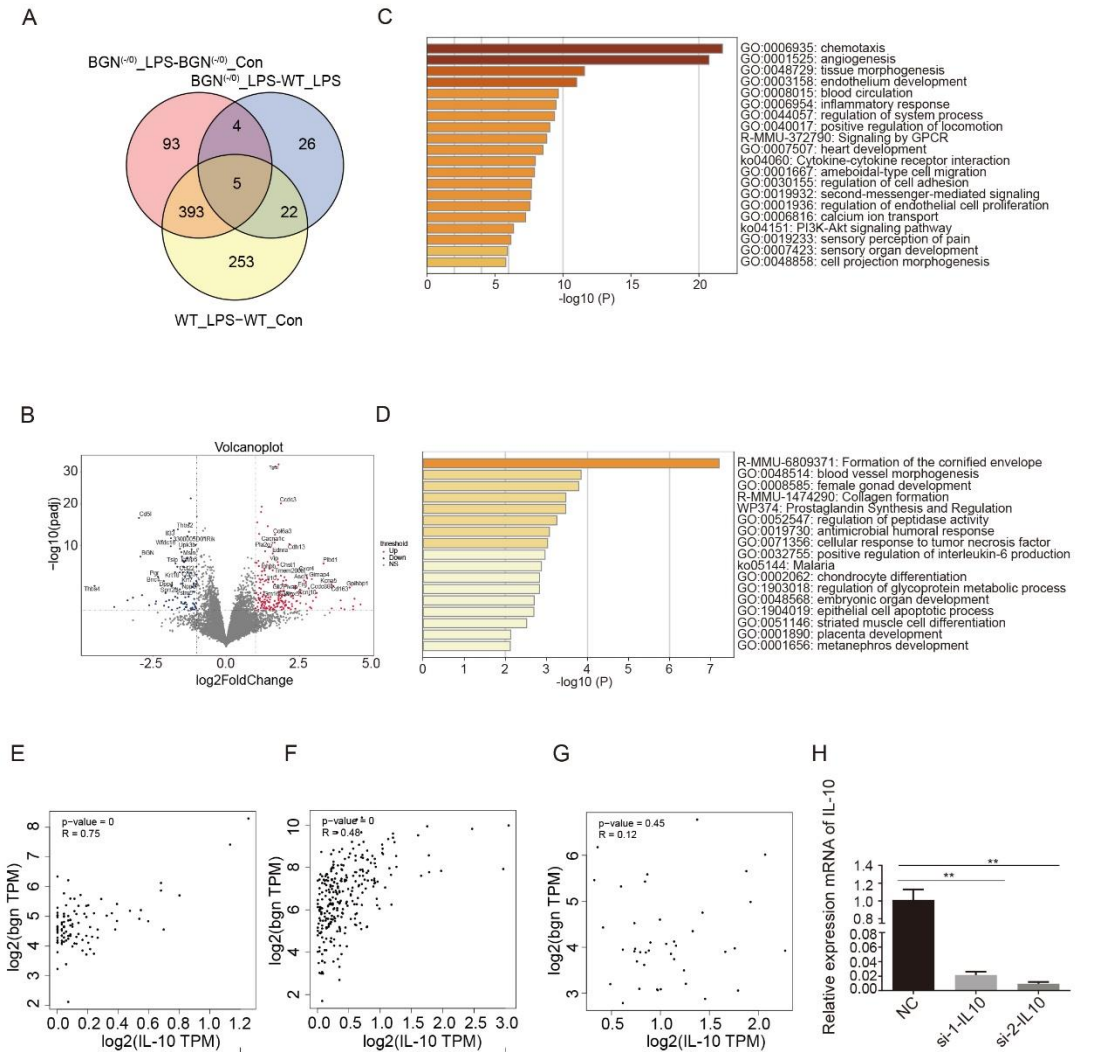 A
BGN(-/0)_LPS-BGN(-/0)_Con
BGN(-/0)_LPS-WT_LPS
93
4
26
5
393
22
253
WT_LPS-WT_Con
C
GO:0006935: chemotaxis
GO:0001525: angiogenesis
GO:0048729: tissue morphogenesis
GO:0003158: endothelium development
GO:0008015: blood circulation
GO:0006954: inflammatory response
GO:0044057: regulation of system process
GO:0040017: positive regulation of locomotion
R-MMU-372790: Signaling by GPCR
GO:0007507: heart development
ko04060: Cytokine-cytokine receptor interaction
GO:0001667: ameboidal-type cell migration
GO:0030155: regulation of cell adhesion
GO:0019932: second-messenger-mediated signaling
GO:0001936: regulation of endothelial cell proliferation
GO:0006816: calcium ion transport
ko04151: PI3K-Akt signaling pathway
GO:0019233: sensory perception of pain
GO:0007423: sensory organ development
GO:0048858: cell projection morphogenesis
0 5 10 15 20
-log10 (P)
B
Volcanoplot
30
20
10
-log10(padj)
Cd5l
BGN
Ccdc3
Col6a3
Cacna1c
Cdh13
Plbd1
Gimap4
Gpihbp1
Cd163
threshold
Up
Down
NS
-2.5 0.0 2.5 5.0
log2FoldChange
D
R-MMU-6809371: Formation of the cornified envelope
GO:0048514: blood vessel morphogenesis
GO:0008585: female gonad development
R-MMU-1474290: Collagen formation
WP374: Prostaglandin Synthesis and Regulation
GO:0052547: regulation of peptidase activity
GO:0019730: antimicrobial humoral response
GO:0071356: cellular response to tumor necrosis factor
GO:0032755: positive regulation of interleukin-6 production
ko05144: Malaria
GO:0002062: chondrocyte differentiation
GO:1903018: regulation of glycoprotein metabolic process
GO:0048568: embryonic organ development
GO:1904019: epithelial cell apoptotic process
GO:0051146: striated muscle cell differentiation
GO:0001890: placenta development
GO:0001656: metanephros development
0 1 2 3 4 5 6 7
-log10 (P)
E
p-value = 0
R = 0.75
8
7
6
5
4
3
2
log2(bgn TPM)
0.0 0.2 0.4 0.6 0.8 1.0 1.2
log2(IL-10 TPM)
F
p-value = 0
R = 0.48
10
8
6
4
2
log2(bgn TPM)
0.0 0.5 1.0 1.5 2.0 2.5 3.0
log2(IL-10 TPM)
G
p-value = 0.45
R = 0.12
6
5
4
3
log2(bgn TPM)
0.5 1.0 1.5 2.0
log2(IL-10 TPM)
H
Relative expression mRNA of IL-10
**
**
1.4
1.2
1.0
0.8
0.08
0.06
0.04
0.02
0.00
NC
si-1-IL10
si-2-IL10